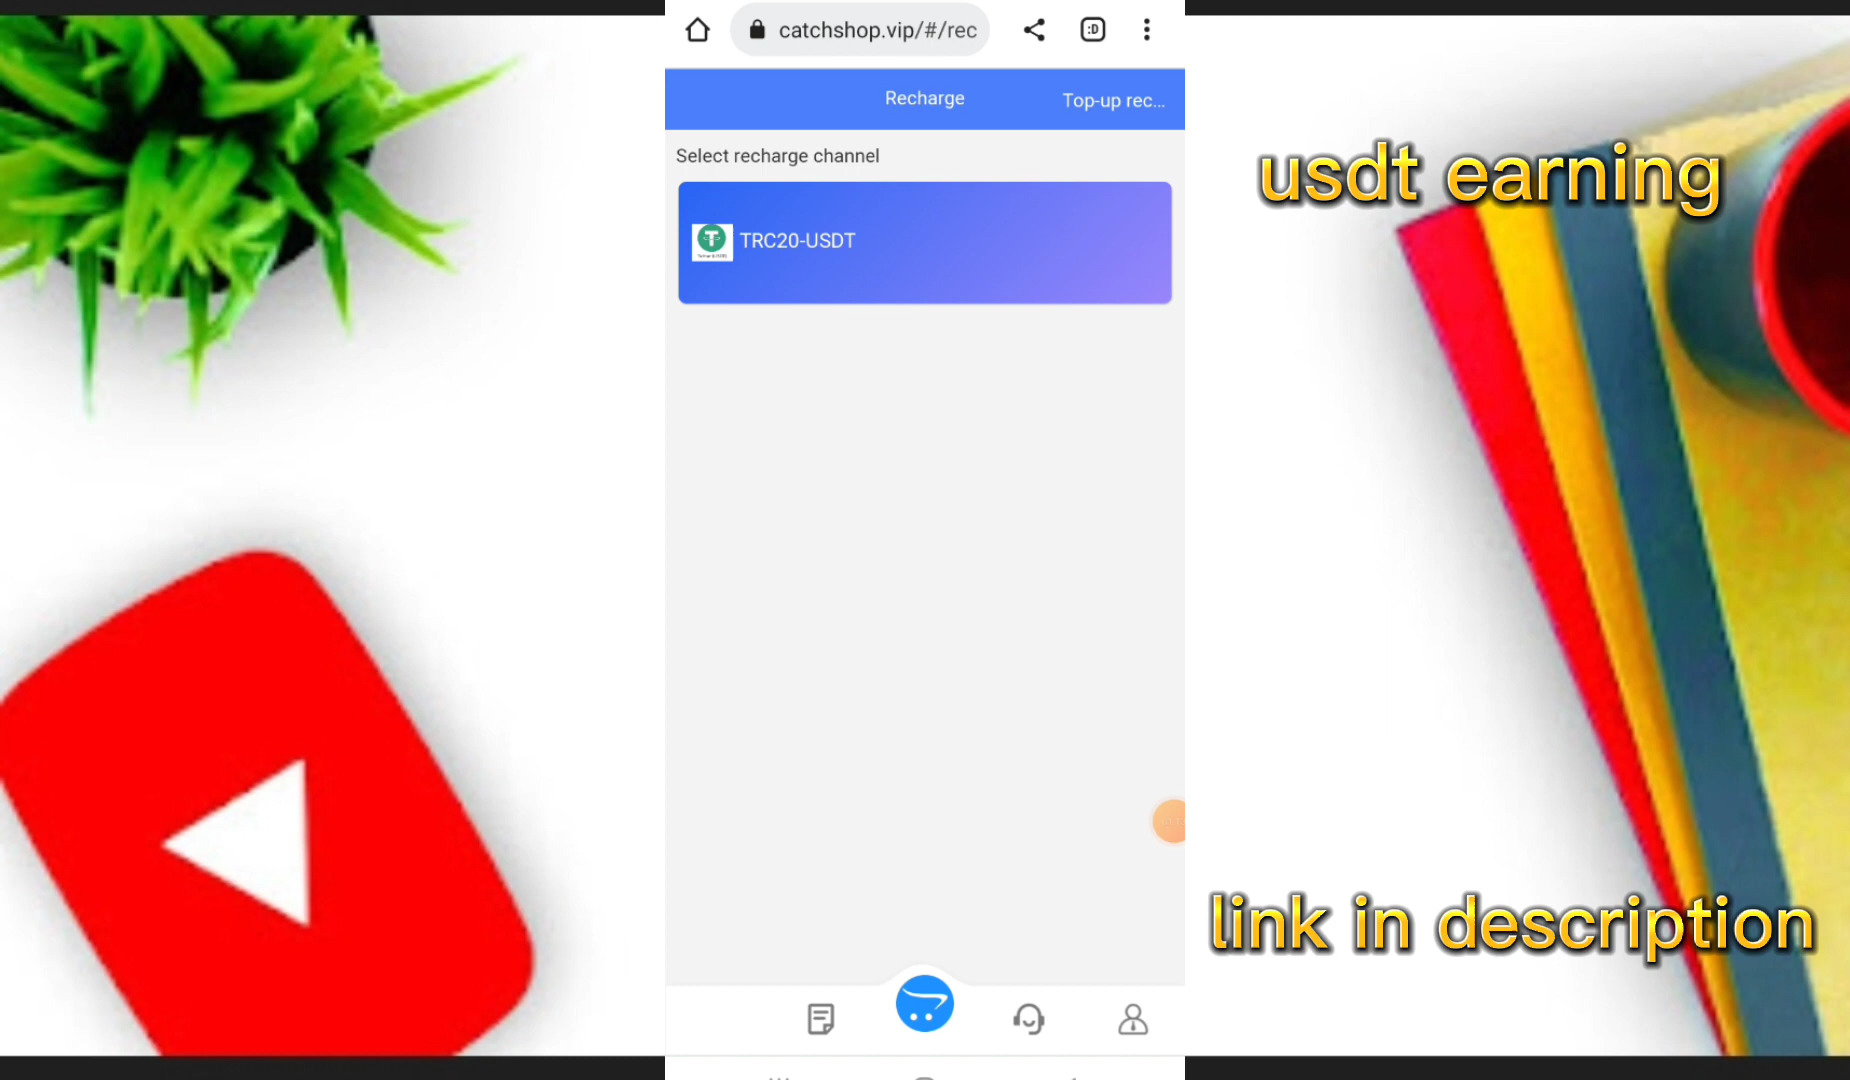 catchshop.vip/#/rec
:D
Recharge
Top-up rec...
Select recharge channel
TRC20-USDT
usdt earning
link in description